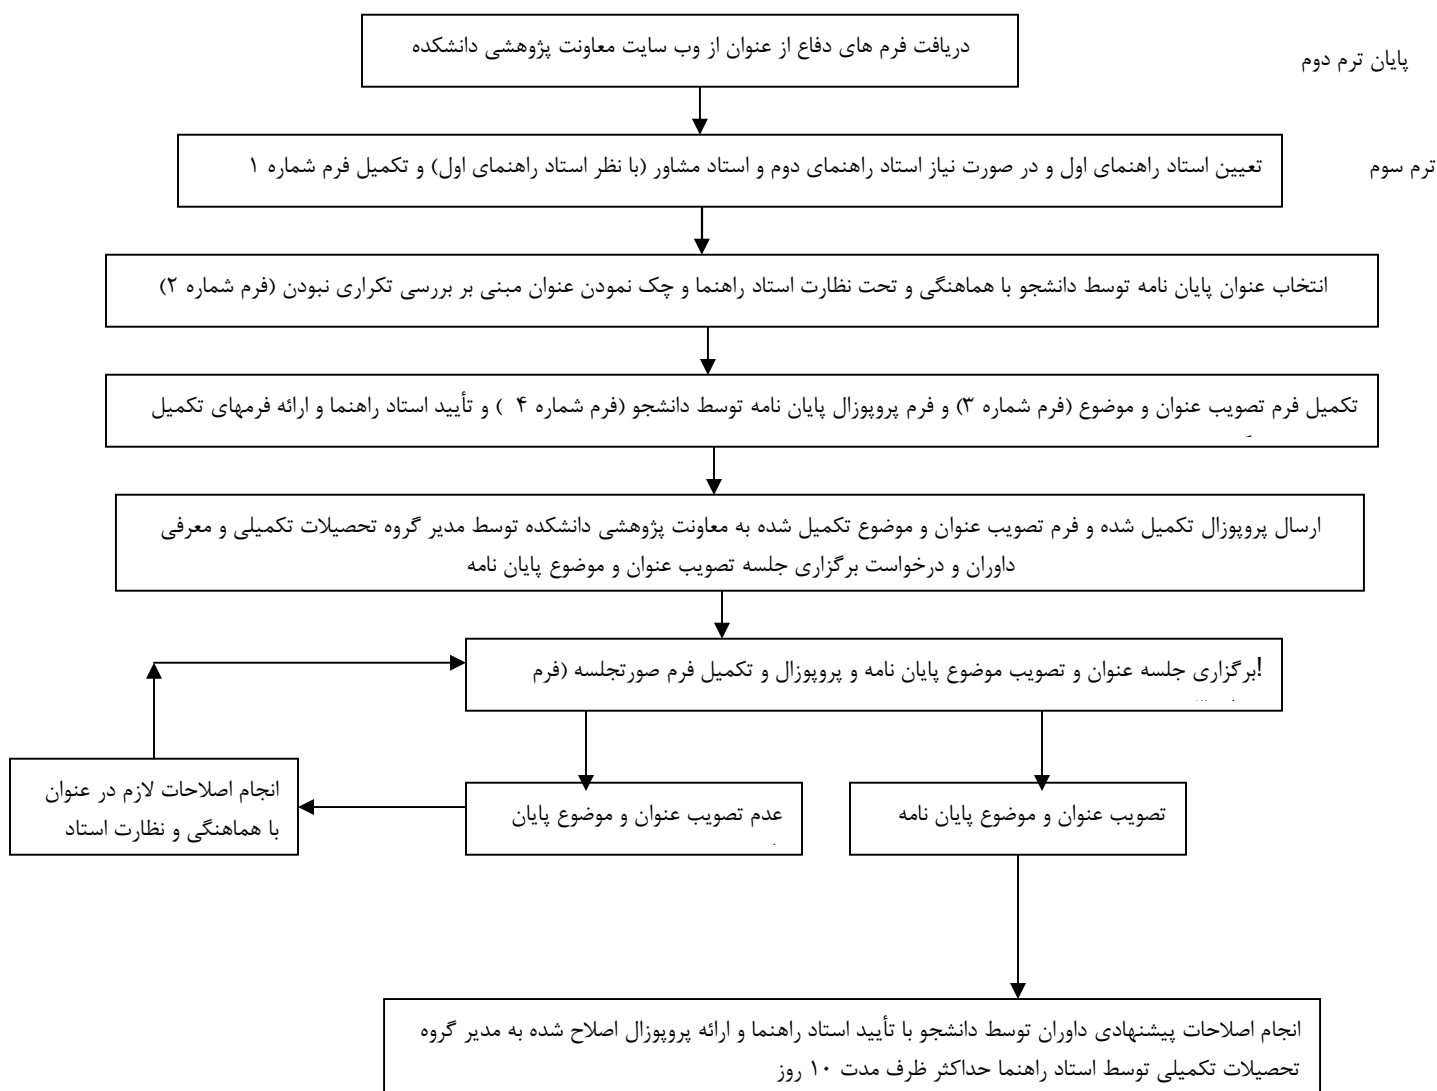 دریافت فرم های دفاع از عنوان از وب سایت معاونت پژوهشی دانشکده
پایان ترم دوم
تعیین استاد راهنمای اول و در صورت نیاز استاد راهنمای دوم و استاد مشاور (با نظر استاد راهنمای اول) و تکمیل فرم شماره ۱
ترم سوم
انتخاب عنوان پایان نامه توسط دانشجو با هماهنگی و تحت نظارت استاد راهنما و چک نمودن عنوان مبنی بر بررسی تکراری نبودن (فرم شماره ۲)
تکمیل فرم تصویب عنوان و موضوع (فرم شماره ۳) و فرم پروپوزال پایان نامه توسط دانشجو (فرم شماره ۴ ) و تأیید استاد راهنما و ارائه فرمهای تکمیل
ارسال پروپوزال تکمیل شده و فرم تصویب عنوان و موضوع تکمیل شده به معاونت پژوهشی دانشکده توسط مدیر گروه تحصیلات تکمیلی و معرفی
داوران و درخواست برگزاری جلسه تصویب عنوان و موضوع پایان نامه
!برگزاری جلسه عنوان و تصویب موضوع پایان نامه و پروپوزال و تکمیل فرم صورتجلسه (فرم
تصویب عنوان و موضوع پایان نامه
عدم تصویب عنوان و موضوع پایان
انجام اصلاحات لازم در عنوان
با هماهنگی و نظارت استاد
انجام اصلاحات پیشنهادی داوران توسط دانشجو با تأیید استاد راهنما و ارائه پروپوزال اصلاح شده به مدیر گروه
تحصیلات تکمیلی توسط استاد راهنما حداکثر ظرف مدت ۱۰ روز